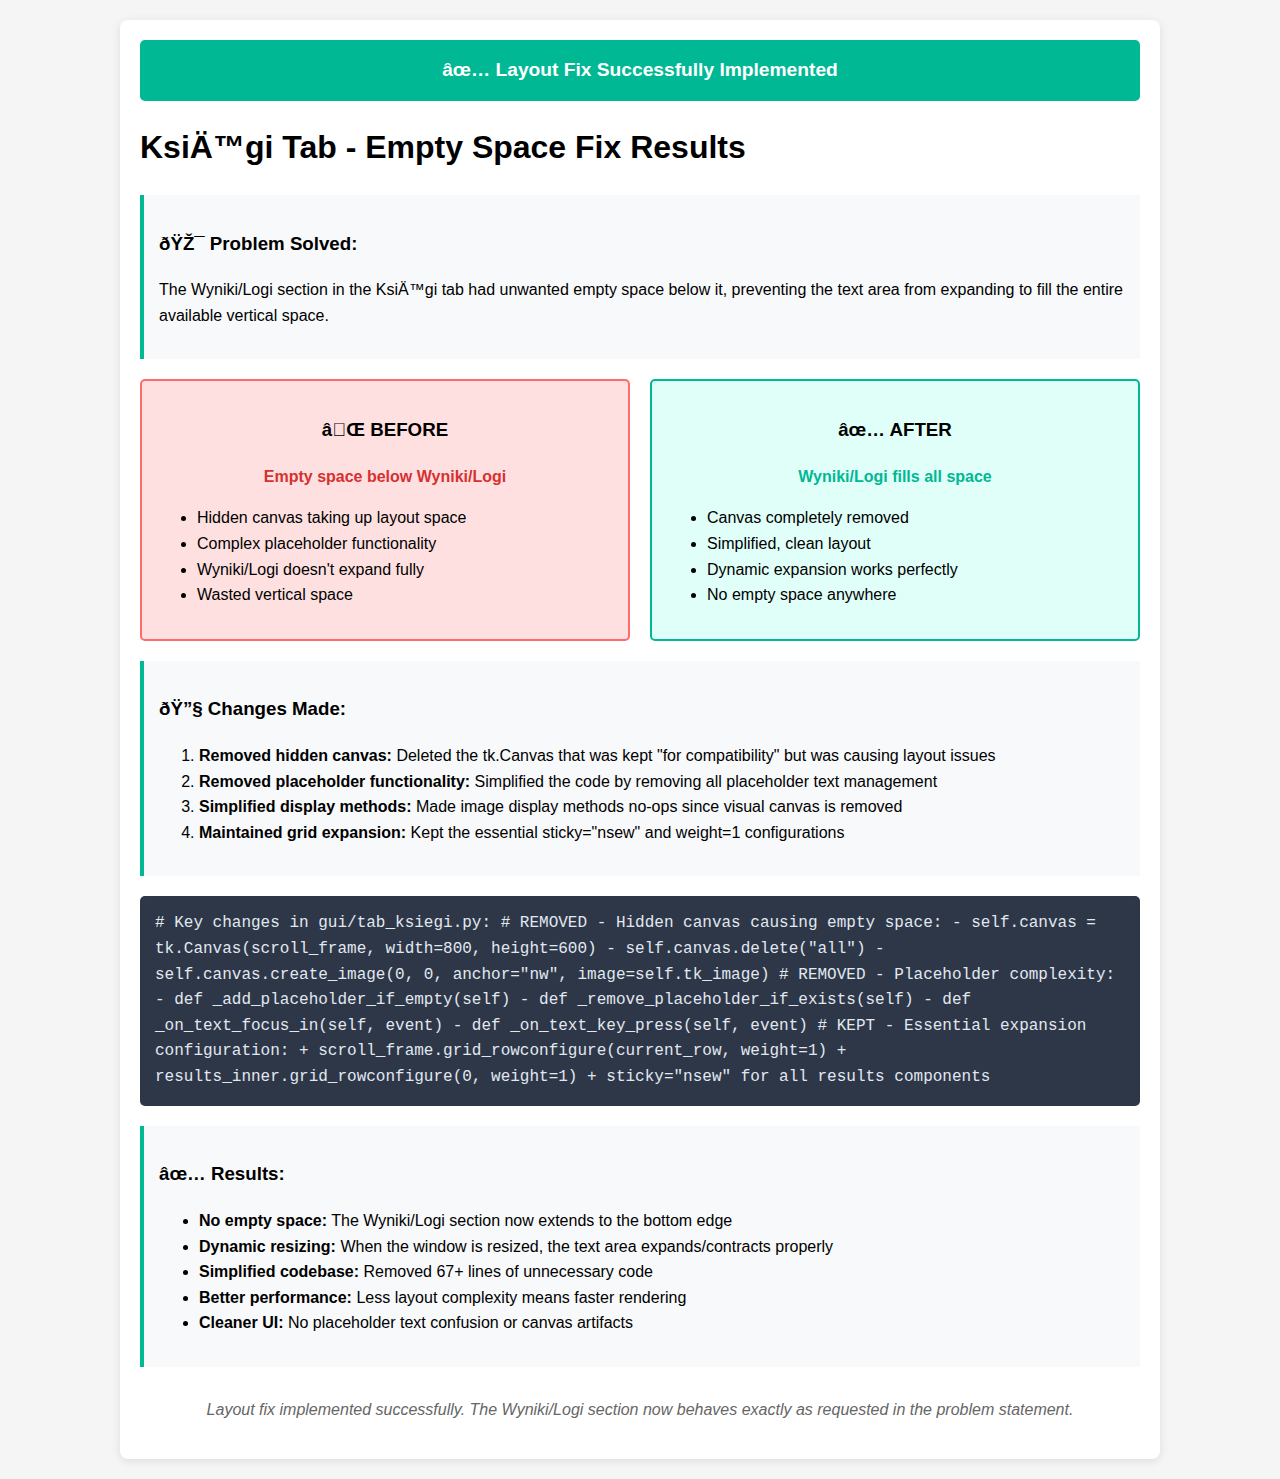 âœ… Layout Fix Successfully Implemented
KsiÄ™gi Tab - Empty Space Fix Results
ðŸŽ¯ Problem Solved:
The Wyniki/Logi section in the KsiÄ™gi tab had unwanted empty space below it, preventing the text area from expanding to fill the entire
available vertical space.
âŒ BEFORE
Empty space below Wyniki/Logi
Hidden canvas taking up layout space
Complex placeholder functionality
Wyniki/Logi doesn't expand fully
Wasted vertical space
âœ… AFTER
Wyniki/Logi fills all space
Canvas completely removed
Simplified, clean layout
Dynamic expansion works perfectly
No empty space anywhere
ðŸ”§ Changes Made:
1. Removed hidden canvas: Deleted the tk.Canvas that was kept "for compatibility" but was causing layout issues
2. Removed placeholder functionality: Simplified the code by removing all placeholder text management
3. Simplified display methods: Made image display methods no-ops since visual canvas is removed
4. Maintained grid expansion: Kept the essential sticky="nsew" and weight=1 configurations
# Key changes in gui/tab_ksiegi.py: # REMOVED - Hidden canvas causing empty space: - self.canvas =
tk.Canvas(scroll_frame, width=800, height=600) - self.canvas.delete("all") -
self.canvas.create_image(0, 0, anchor="nw", image=self.tk_image) # REMOVED - Placeholder complexity:
- def _add_placeholder_if_empty(self) - def _remove_placeholder_if_exists(self) - def
_on_text_focus_in(self, event) - def _on_text_key_press(self, event) # KEPT - Essential expansion
configuration: + scroll_frame.grid_rowconfigure(current_row, weight=1) +
results_inner.grid_rowconfigure(0, weight=1) + sticky="nsew" for all results components
âœ… Results:
No empty space: The Wyniki/Logi section now extends to the bottom edge
Dynamic resizing: When the window is resized, the text area expands/contracts properly
Simplified codebase: Removed 67+ lines of unnecessary code
Better performance: Less layout complexity means faster rendering
Cleaner UI: No placeholder text confusion or canvas artifacts
Layout fix implemented successfully. The Wyniki/Logi section now behaves exactly as requested in the problem statement.